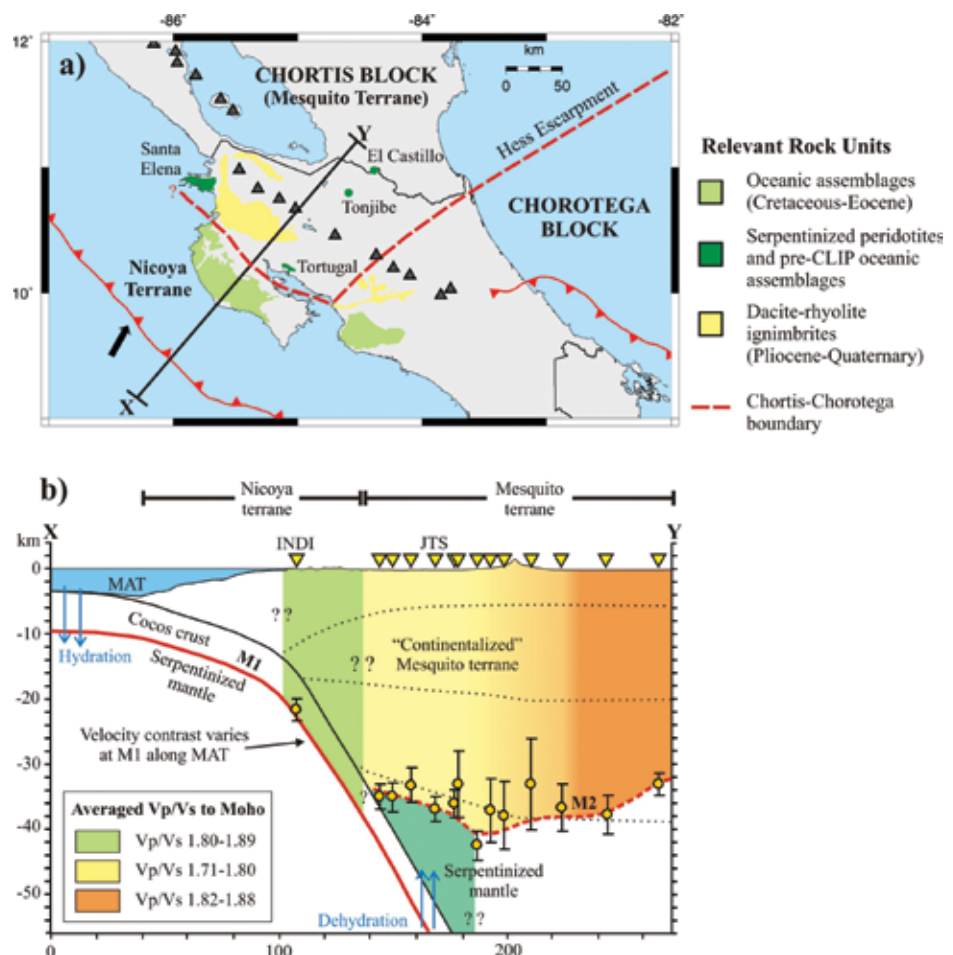 -86
-84
-82
12°
a)
km
0
50
CHORTIS BLOCK
(Mesquito Terrane)
Y
Hess Escarpment
Santa
Elena
El Castillo
?
Tonjibe
CHOROTEGA
BLOCK
Nicoya
Terrane
Tortugal
10°
X
Relevant Rock Units
Oceanic assemblages
(Cretaceous-Eocene)
Serpentinized peridotites
and pre-CLIP oceanic
assemblages
Dacite-rhyolite
ignimbrites
(Pliocene-Quaternary)
Chortis-Chorotega
boundary
b)
Nicoya
terrane
Mesquito
terrane
X
Y
km
INDI
JTS
0
-10
-20
-30
-40
-50
MAT
Cocos crust
M1
Hydration
Serpentinized
mantle
? ?
? ?
"Continentalized"
Mesquito terrane
Velocity contrast varies
at M1 along MAT
?
M2
Averaged Vp/Vs to Moho
Vp/Vs 1.80-1.89
Vp/Vs 1.71-1.80
Vp/Vs 1.82-1.88
Serpentinized
mantle
Dehydration
? ?
0
100
200